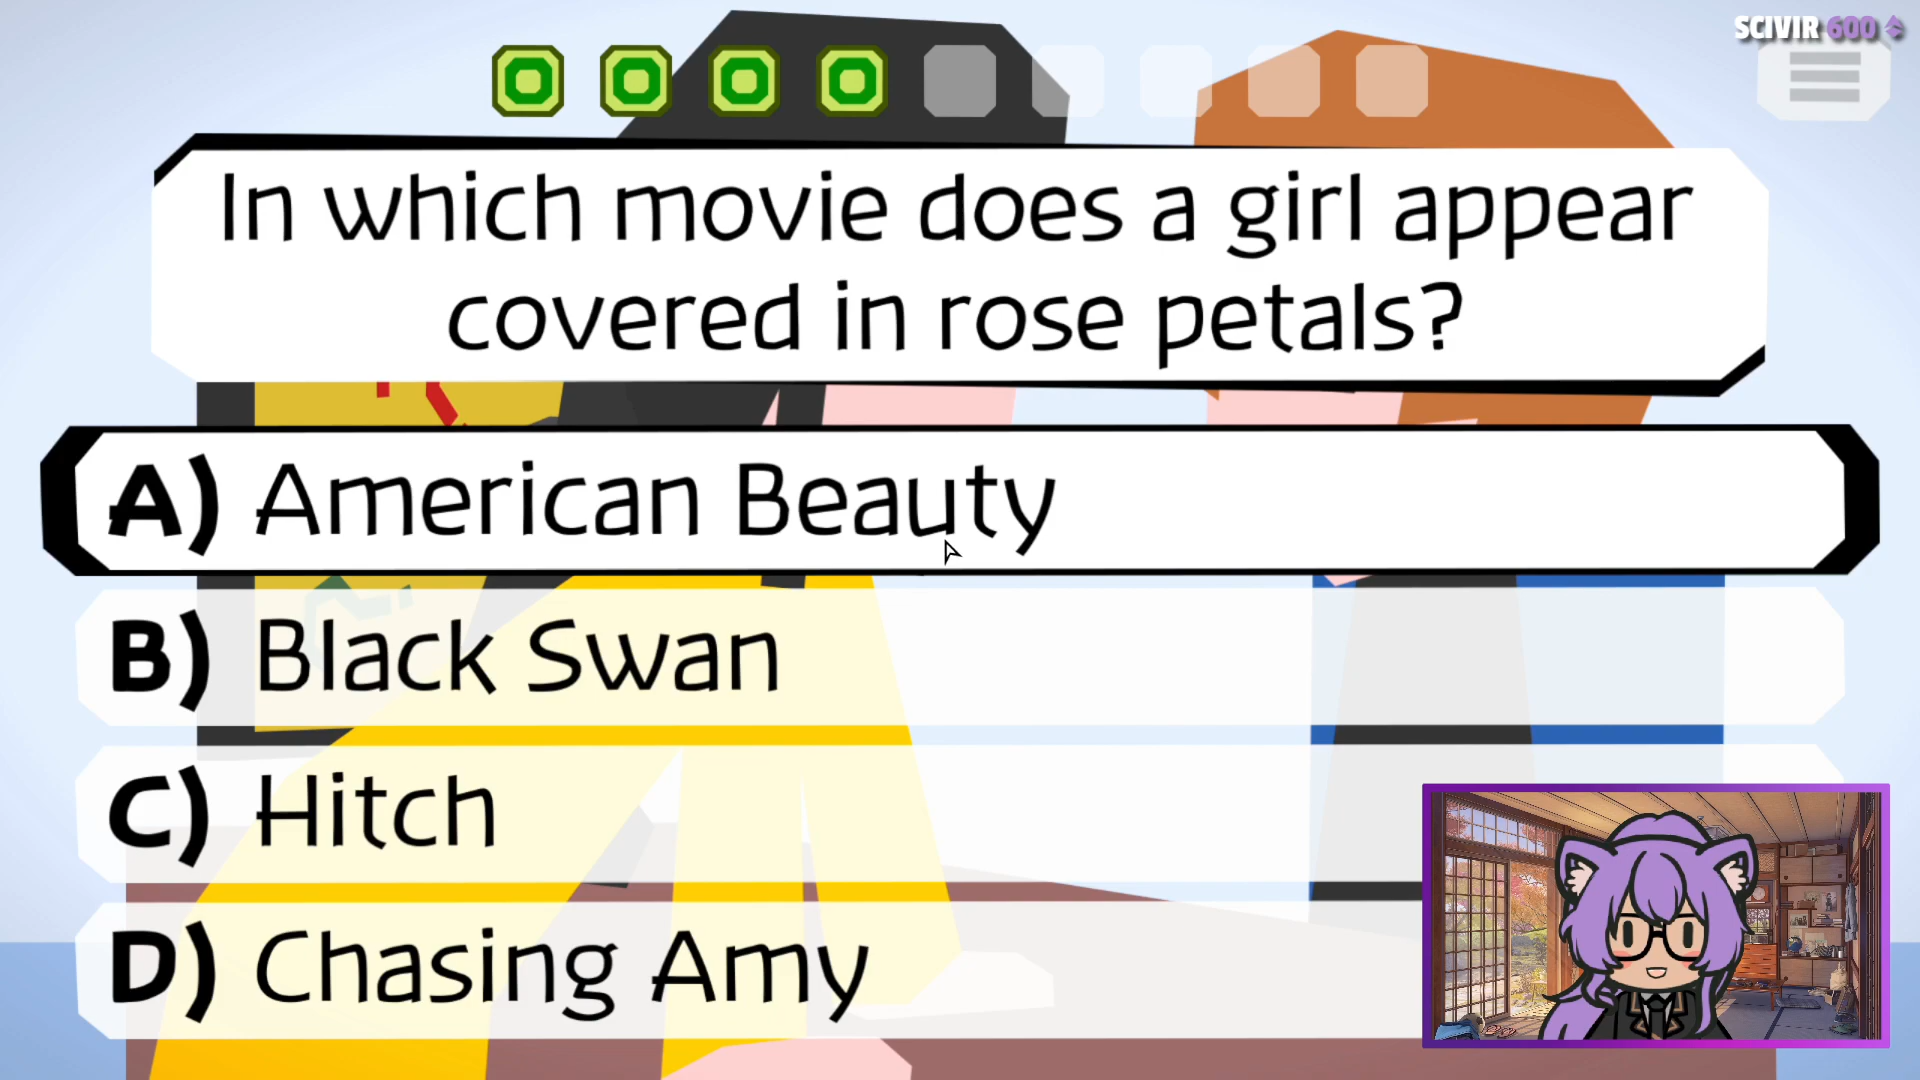 SCIVIR 600
In which movie does a girl appear
covered in rose petals?
A) American Beauty
B) Black Swan
C) Hitch
D) Chasing Amy